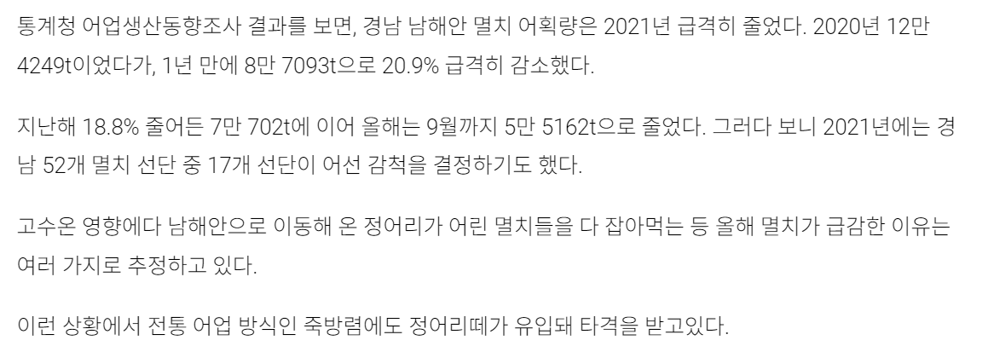 통계청 어업생산동향조사 결과를 보면, 경남 남해안 멸치 어획량은 2021년 급격히 줄었다. 2020년 12만
4249t이었다가, 1년 만에 8만 7093t으로 20.9% 급격히 감소했다.
지난해 18.8% 줄어든 7만 702t에 이어 올해는 9월까지 5만 5162t으로 줄었다. 그러다 보니 2021년에는 경
남 52개 멸치 선단 중 17개 선단이 어선 감척을 결정하기도 했다.
고수온 영향에다 남해안으로 이동해 온 정어리가 어린 멸치들을 다 잡아먹는 등 올해 멸치가 급감한 이유는
여러 가지로 추정하고 있다.
이런 상황에서 전통 어업 방식인 죽방렴에도 정어리떼가 유입돼 타격을 받고있다.